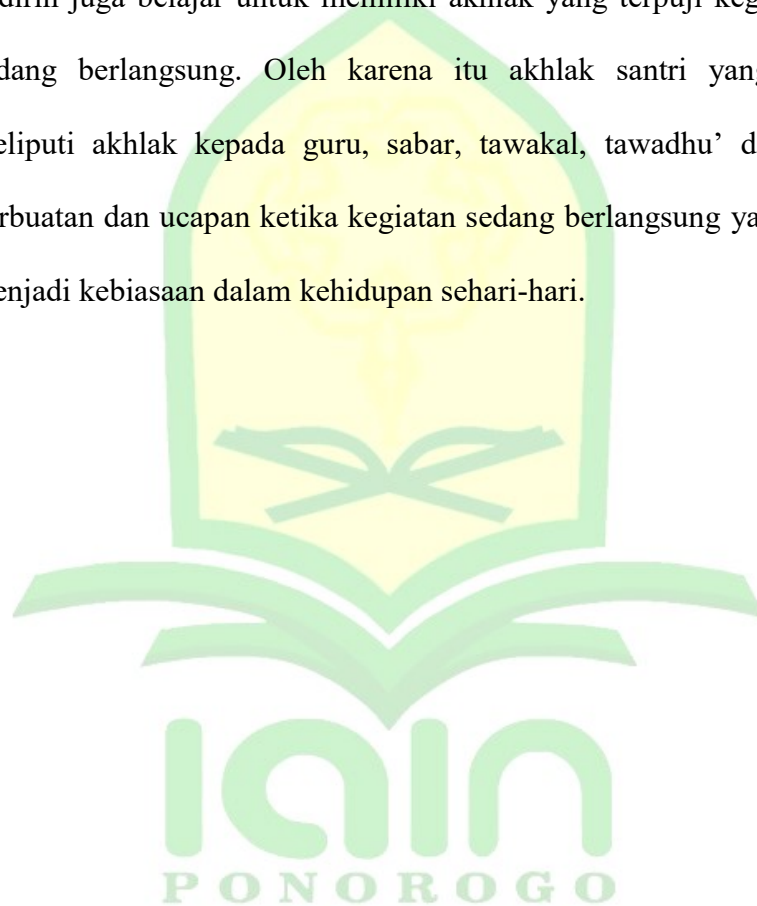 juga belajar untuk memiliki akhlak yang terpuji
berlangsung. Oleh karena itu akhlak santri yang
akhlak kepada guru, sabar, tawakal, tawadhu’
dan ucapan ketika kegiatan sedang berlangsung
kebiasaan dalam kehidupan sehari-hari.
IAIN
PONOROGO